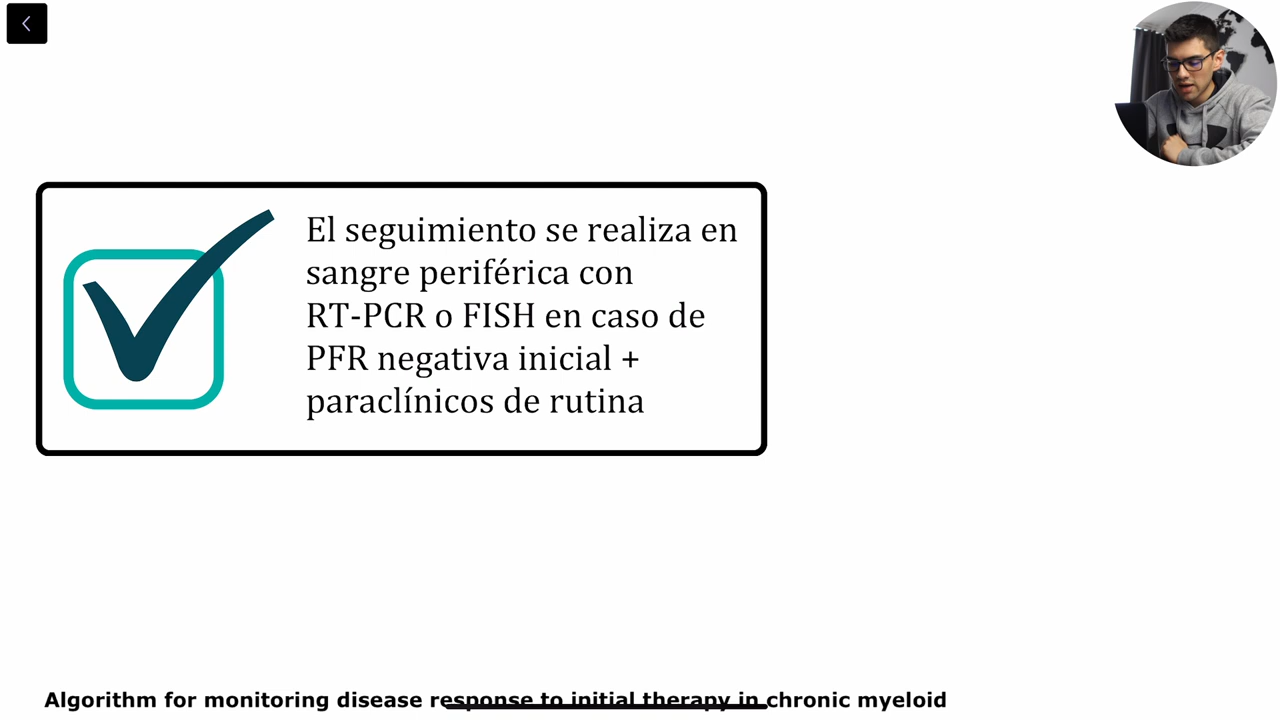 El seguimiento se realiza en
sangre periférica con
RT-PCR o FISH en caso de
PFR negativa inicial +
paraclínicos de rutina
Algorithm for monitoring disease response to initial therapy in chronic myeloid